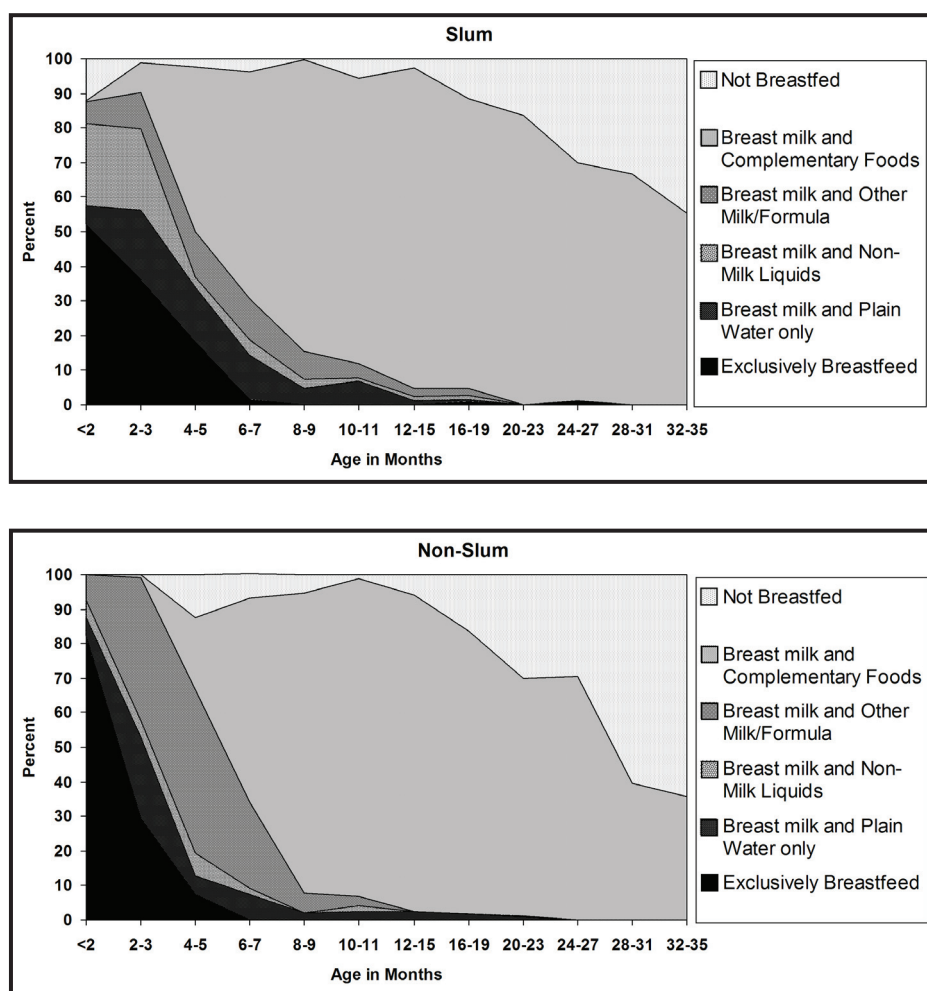 Slum
100
90
80
70
60
50
40
30
20
10
0
Percent
<2 2-3 4-5 6-7 8-9 10-11 12-15 16-19 20-23 24-27 28-31 32-35
Age in Months
Not Breastfed
Breast milk and
Complementary Foods
Breast milk and Other
Milk/Formula
Breast milk and Non-
Milk Liquids
Breast milk and Plain
Water only
Exclusively Breastfeed
Non-Slum
100
90
80
70
60
50
40
30
20
10
0
Percent
<2 2-3 4-5 6-7 8-9 10-11 12-15 16-19 20-23 24-27 28-31 32-35
Age in Months
Not Breastfed
Breast milk and
Complementary Foods
Breast milk and Other
Milk/Formula
Breast milk and Non-
Milk Liquids
Breast milk and Plain
Water only
Exclusively Breastfeed